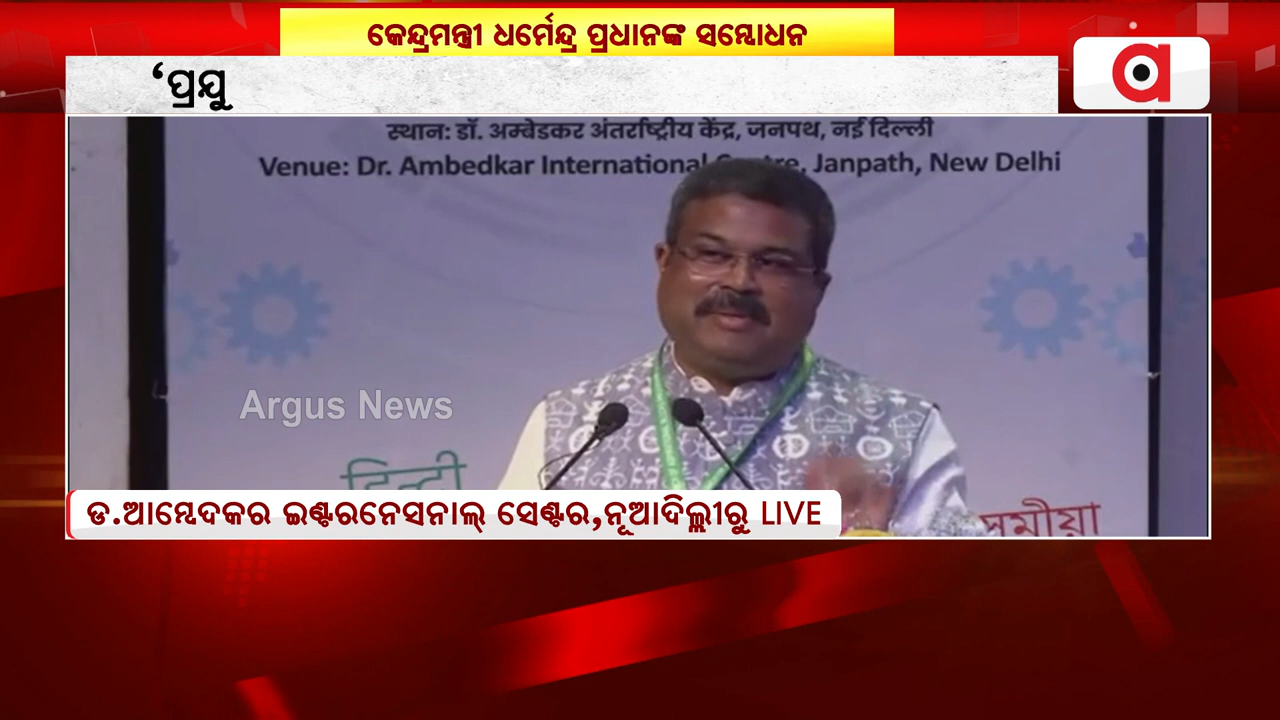 କେନ୍ଦ୍ରମନ୍ତ୍ରୀ ଧର୍ମେନ୍ଦ୍ର ପ୍ରଧାନଙ୍କ ସମ୍ବୋଧନ
‘ପ୍ରଯୁ
स्थान: डॉ. अम्बेडकर अंतर्राष्ट्रीय केंद्र, जनपथ, नई दिल्ली
Venue: Dr. Ambedkar International Centre, Janpath, New Delhi
Argus News
हिन्दी
ଡ.ଆମ୍ବେଦକର ଇଣ୍ଟରନେସନାଲ୍ ସେଣ୍ଟର,ନୂଆଦିଲ୍ଲୀରୁ LIVE